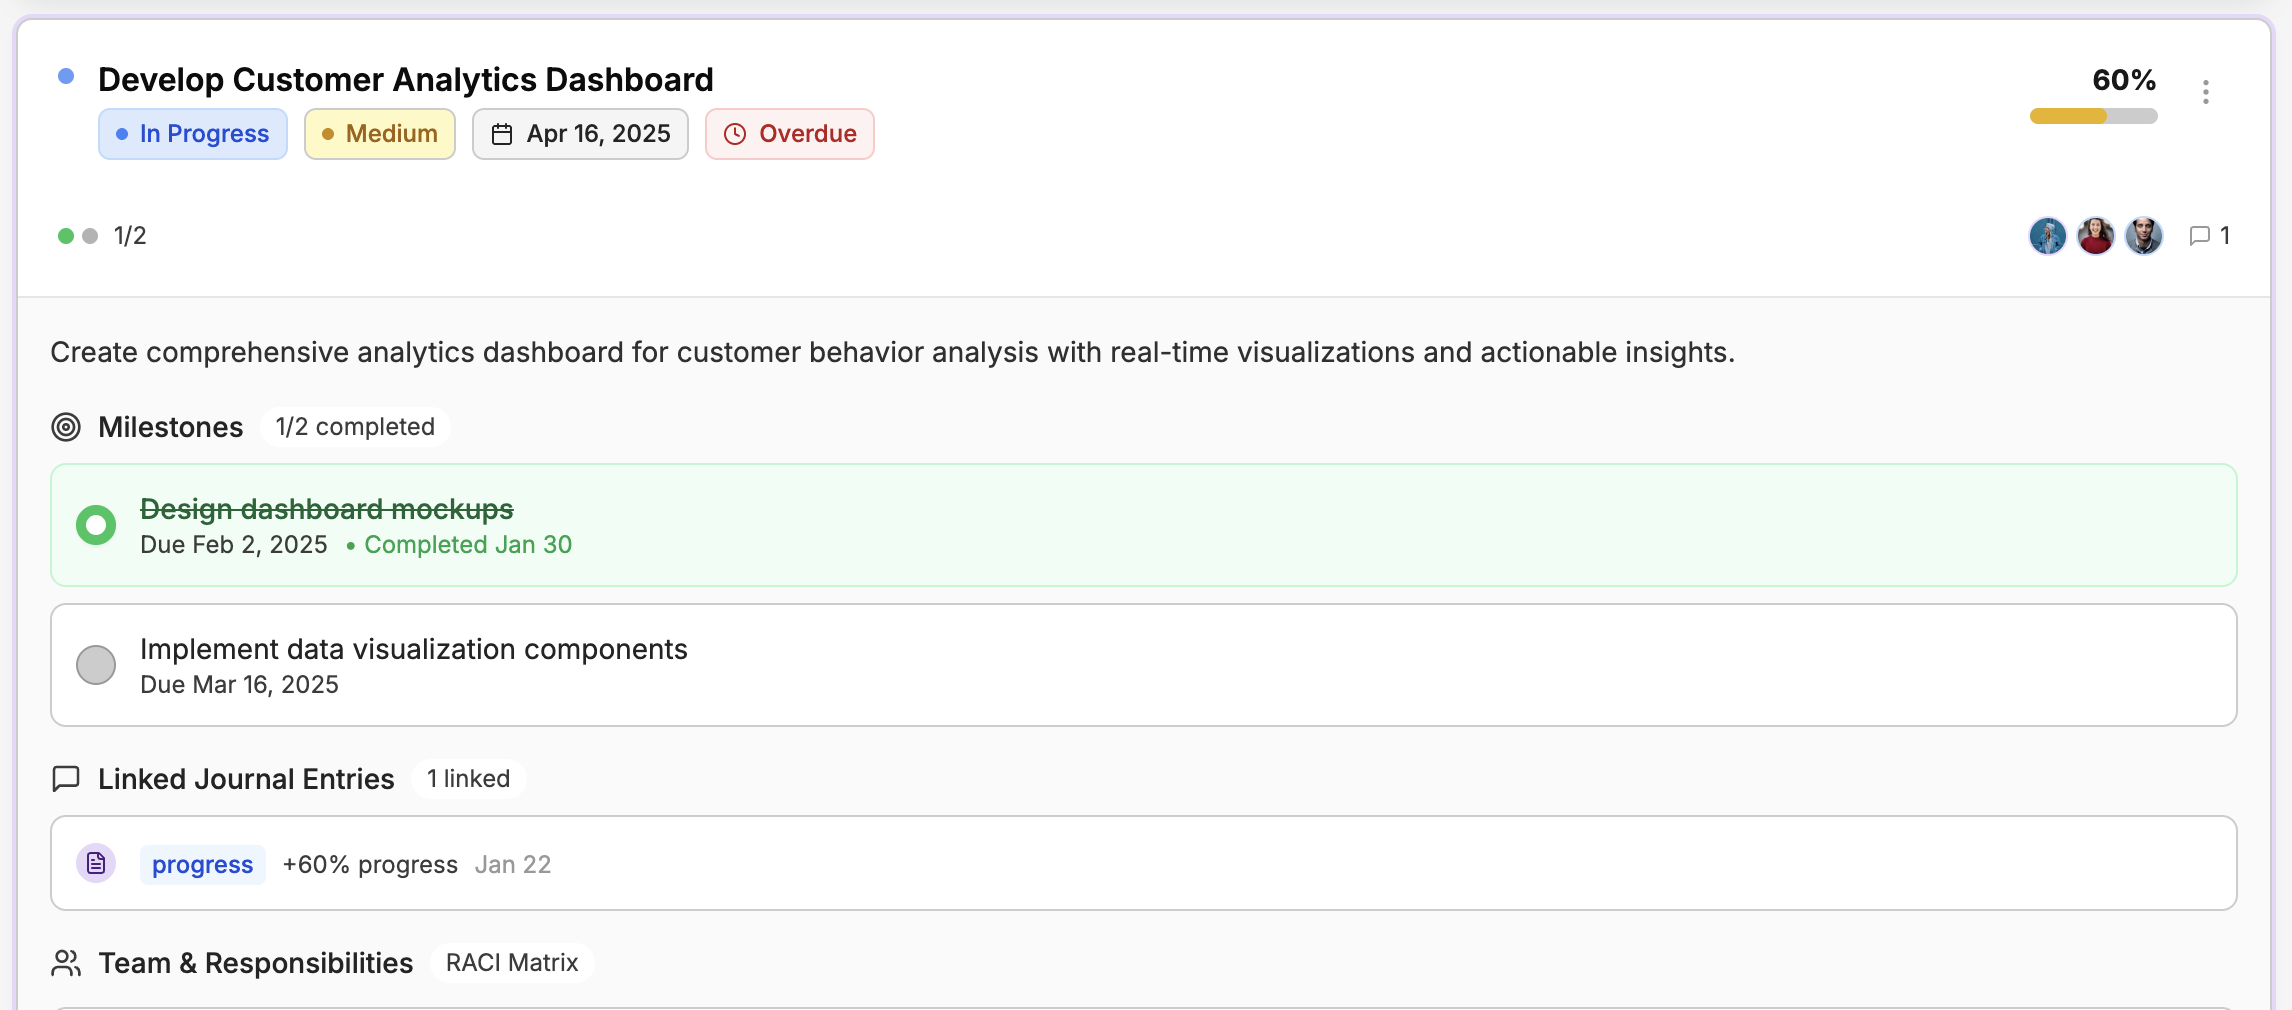 Develop Customer Analytics Dashboard
60%
In Progress Medium Apr 16, 2025 Overdue
1/2
1
Create comprehensive analytics dashboard for customer behavior analysis with real-time visualizations and actionable insights.
Milestones 1/2 completed
Design dashboard mockups
Due Feb 2, 2025 • Completed Jan 30
Implement data visualization components
Due Mar 16, 2025
Linked Journal Entries 1 linked
progress +60% progress Jan 22
Team & Responsibilities RACI Matrix